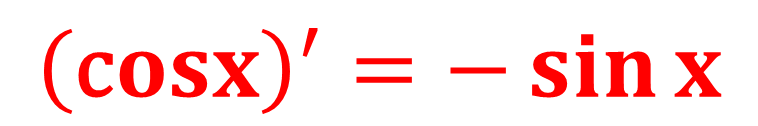 (cosx)′ = − sin x